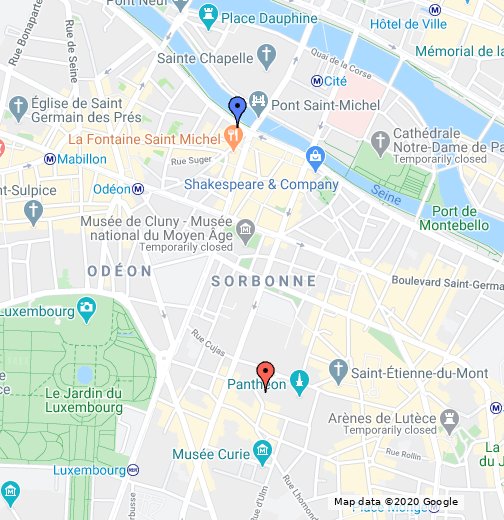 Pont Neuf
Rue Bonaparte
Rue de Seine
Place Dauphine
Hôtel de Ville
Sainte Chapelle
Quai de la Corse
Mémorial de la
Cité
Église de Saint
Germain des Prés
Pont Saint-Michel
La Fontaine Saint Michel
Cathédrale
Notre-Dame de Pa
Temporarily closed
Mabillon
Rue Suger
nt-Sulpice
Odéon
Shakespeare & Company
Seine
Port de
Montebello
Musée de Cluny - Musée
national du Moyen Âge
Temporarily closed
ODÉON
SORBONNE
Boulevard Saint-Germa
Luxembourg
Rue Cujas
Le Jardin du
Luxembourg
Panthéon
Saint-Étienne-du-Mont
Arènes de Lutèce
Temporarily closed
Musée Curie
Rue Rollin
La
du J
Luxembourg
Rue d'Ulm
Rue Lhomond
Place Monge
Map data ©2020 Google